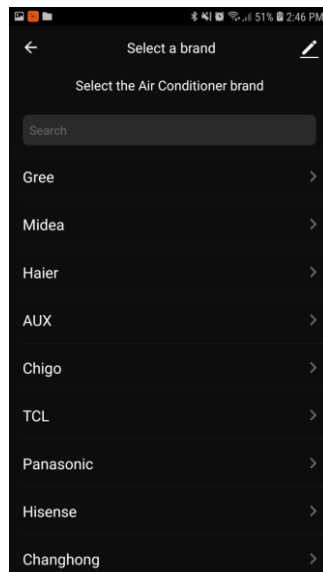 51% 2:46 PM
Select a brand
Select the Air Conditioner brand
Search
Gree
Midea
Haier
AUX
Chigo
TCL
Panasonic
Hisense
Changhong